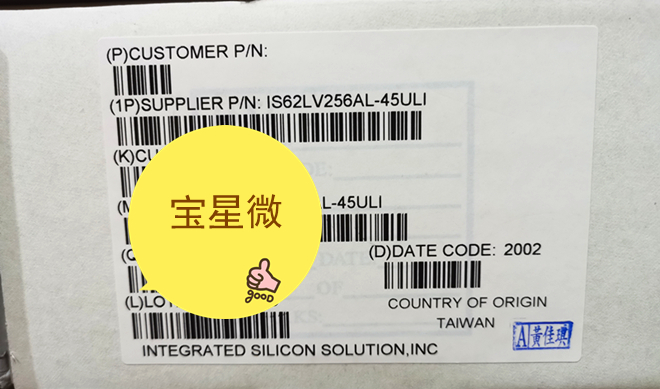 (P)CUSTOMER P/N:
(1P)SUPPLIER P/N: IS62LV256AL-45ULI
(K)CU
宝星微
L-45ULI
(D)DATE CODE: 2002
good
(L)LO
COUNTRY OF ORIGIN
TAIWAN
A黃佳琪
INTEGRATED SILICON SOLUTION,INC